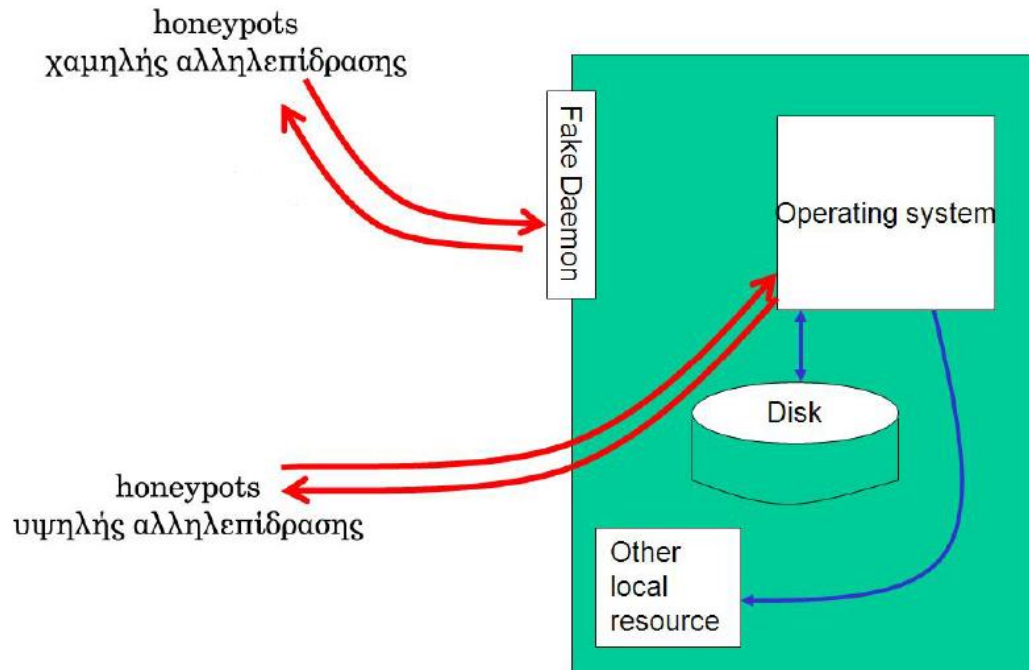 honeypots
χαμηλής αλληλεπίδρασης
Fake Daemon
Operating system
Disk
honeypots
υψηλής αλληλεπίδρασης
Other
local
resource